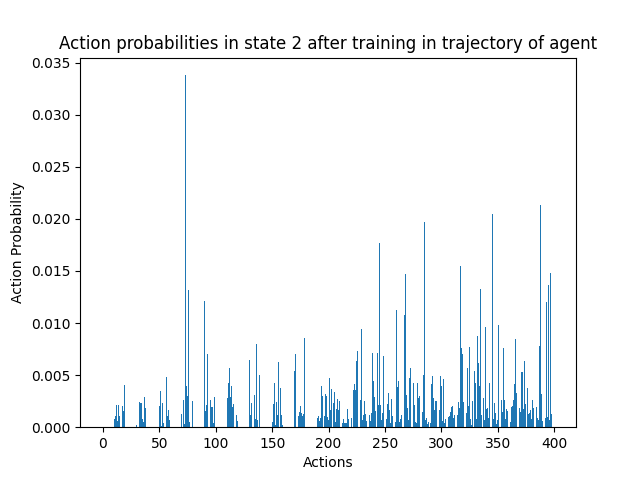 Action probabilities in state 2 after training in trajectory of agent
0.035
0.030
0.025
0.020
0.015
0.010
0.005
0.000
Action Probability
0 50 100 150 200 250 300 350 400
Actions